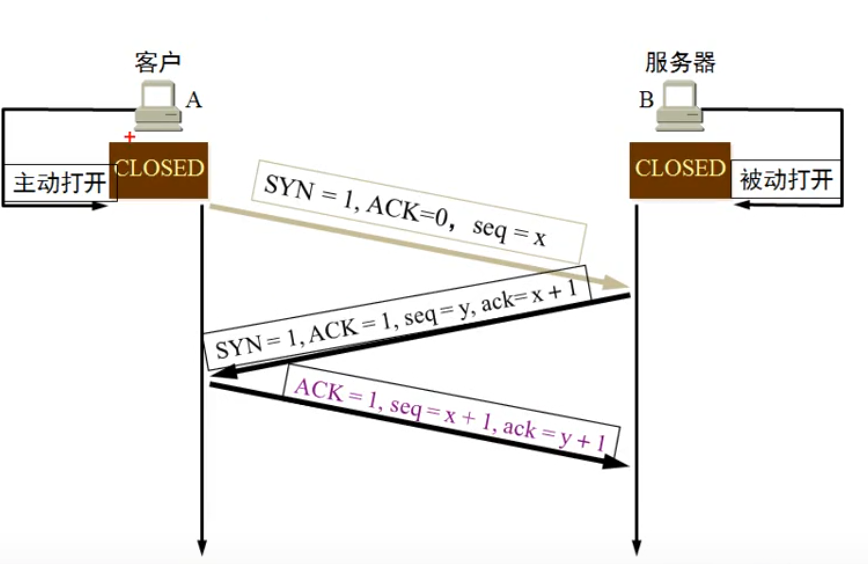 客户
服务器
A
B
CLOSED
CLOSED
主动打开
被动打开
SYN = 1, ACK=0，seq = x
SYN = 1, ACK = 1, seq = y, ack= x + 1
ACK = 1, seq = x + 1, ack = y + 1